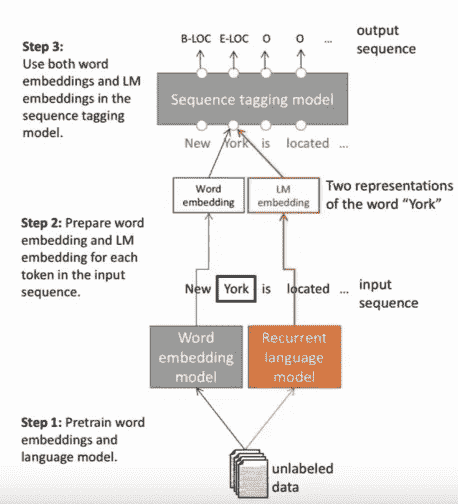 Step 3:
Use both word
embeddings and LM
embeddings in the
sequence tagging
model.
B-LOC E-LOC O O ...
output
sequence
Sequence tagging model
New York is located ...
Word
embedding
LM
embedding
Two representations
of the word “York”
Step 2: Prepare word
embedding and LM
embedding for each
token in the input
sequence.
New York is located ...
input
sequence
Word
embedding
model
Recurrent
language
model
Step 1: Pretrain word
embeddings and
language model.
unlabeled
data